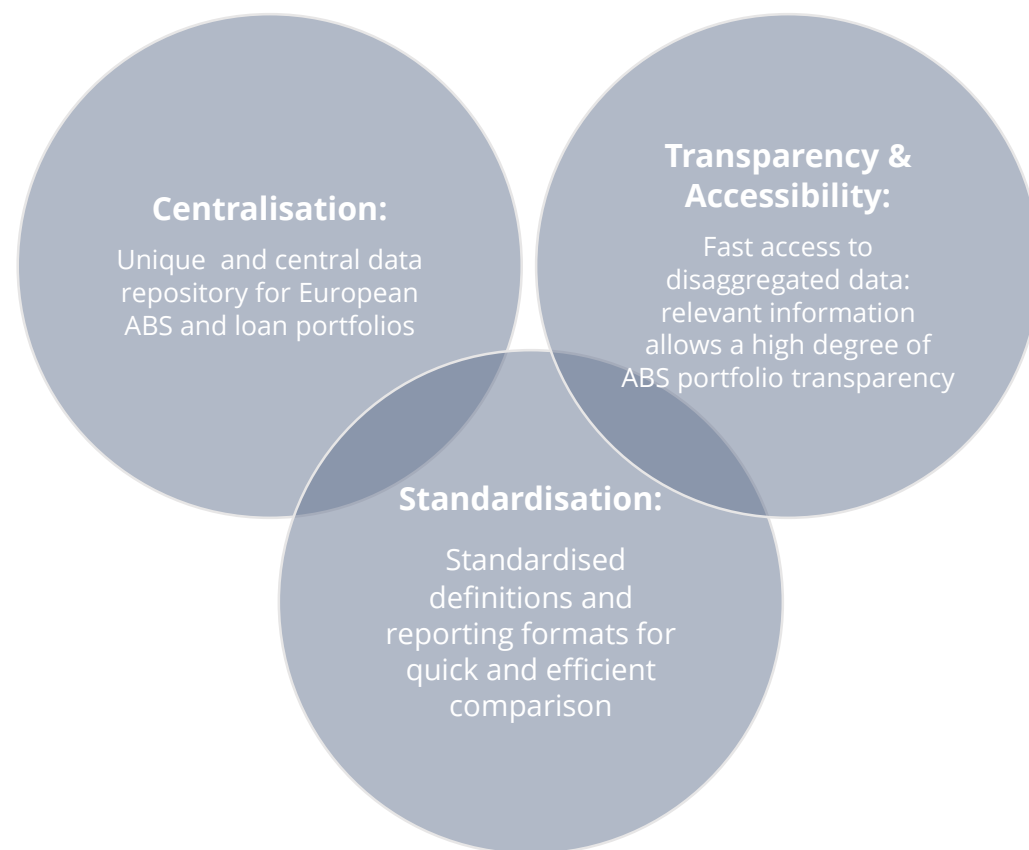 Centralisation:
Unique  and central data
repository for European
ABS and loan portfolios
Transparency &
Accessibility:
Fast access to
disaggregated data:
relevant information
allows a high degree of
ABS portfolio transparency
Standardisation:
Standardised
definitions and
reporting formats for
quick and efficient
comparison